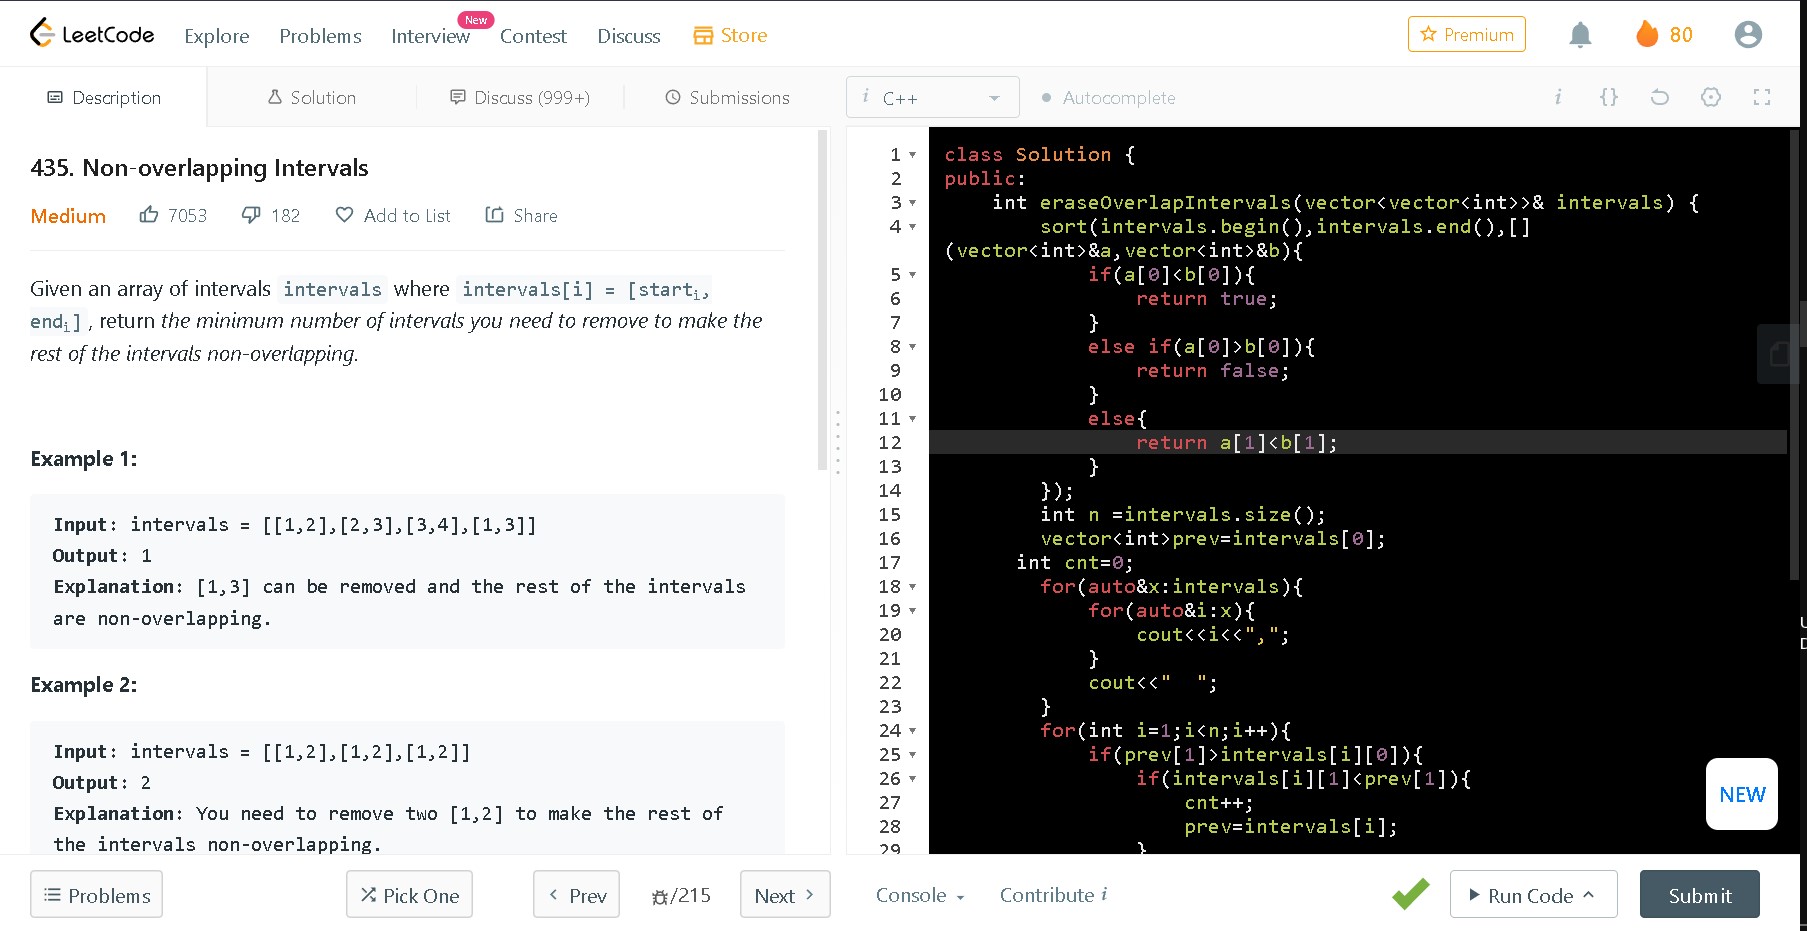 LeetCode Explore Problems Interview New Contest Discuss Store Premium 80
Description Solution Discuss (999+) Submissions
435. Non-overlapping Intervals
Medium 7053 182 Add to List Share
Given an array of intervals intervals where intervals[i] = [starti,
endi] , return the minimum number of intervals you need to remove to make the
rest of the intervals non-overlapping.
Example 1:
Input: intervals = [[1,2],[2,3],[3,4],[1,3]]
Output: 1
Explanation: [1,3] can be removed and the rest of the intervals
are non-overlapping.
Example 2:
Input: intervals = [[1,2],[1,2],[1,2]]
Output: 2
Explanation: You need to remove two [1,2] to make the rest of
the intervals non-overlapping.
Problems Pick One Prev /215 Next
i C++ Autocomplete i {}
1 class Solution {
2 public:
3 int eraseOverlapIntervals(vector<vector<int>>& intervals) {
4 sort(intervals.begin(),intervals.end(),[]
(vector<int>&a,vector<int>&b){
5 if(a[0]<b[0]){
6 return true;
7 }
8 else if(a[0]>b[0]){
9 return false;
10 }
11 else{
12 return a[1]<b[1];
13 }
14 });
15 int n =intervals.size();
16 vector<int>prev=intervals[0];
17 int cnt=0;
18 for(auto&x:intervals){
19 for(auto&i:x){
20 cout<<i<<",";
21 }
22 cout<<"  ";
23 }
24 for(int i=1;i<n;i++){
25 if(prev[1]>intervals[i][0]){
26 if(intervals[i][1]<prev[1]){
27 cnt++;
28 prev=intervals[i];
29 }
NEW
Console Contribute i Run Code Submit